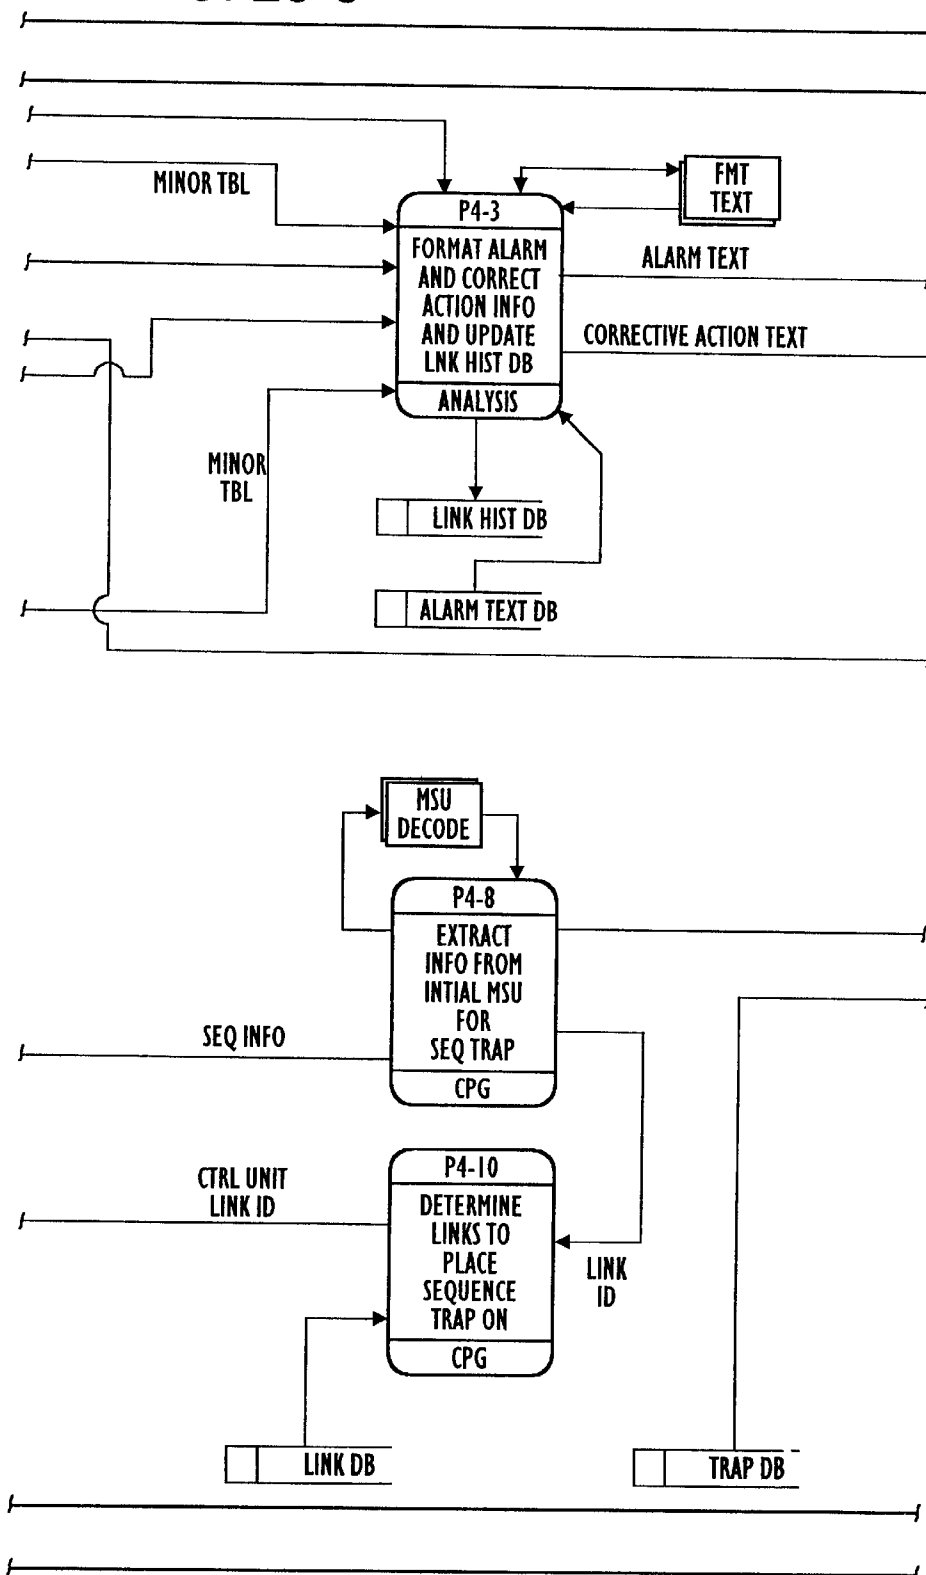 MINOR TBL
FMT
TEXT
P4-3
FORMAT ALARM
AND CORRECT
ACTION INFO
AND UPDATE
LNK HIST DB
ANALYSIS
ALARM TEXT
CORRECTIVE ACTION TEXT
MINOR
TBL
LINK HIST DB
ALARM TEXT DB
MSU
DECODE
P4-8
EXTRACT
INFO FROM
INTIAL MSU
FOR
SEQ TRAP
CPG
SEQ INFO
P4-10
DETERMINE
LINKS TO
PLACE
SEQUENCE
TRAP ON
CPG
CTRL UNIT
LINK ID
LINK
ID
LINK DB
TRAP DB